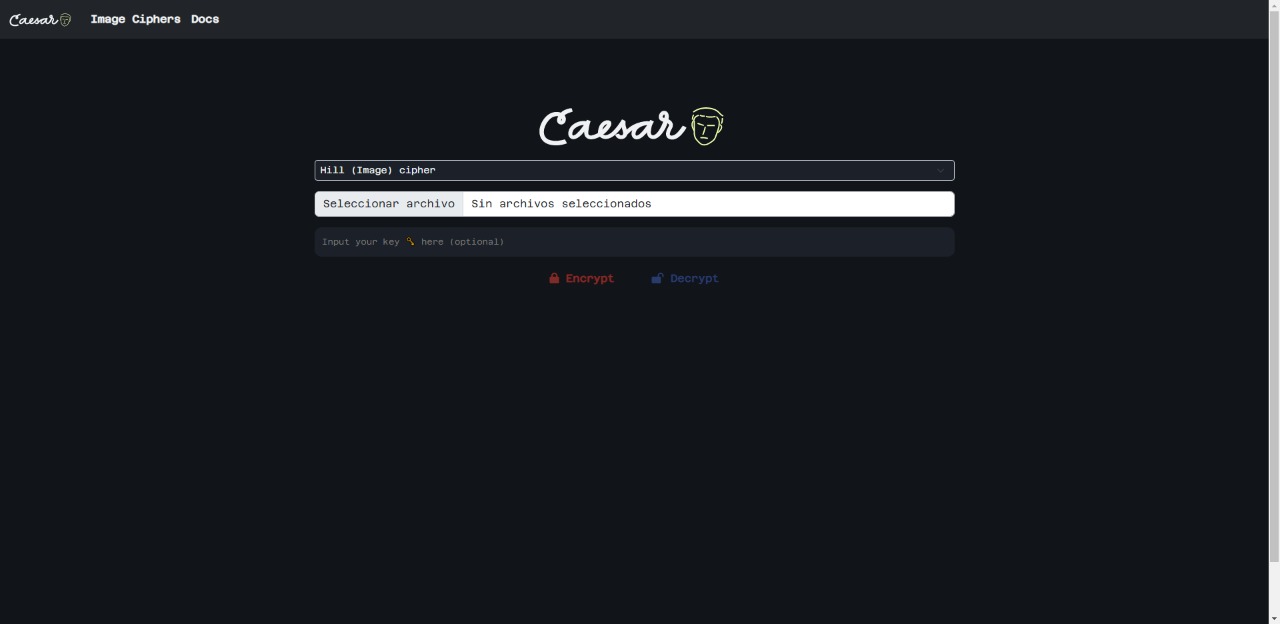 Caesar Image Ciphers Docs
Caesar
Hill (Image) cipher
Seleccionar archivo Sin archivos seleccionados
Input your key 🔑 here (optional)
Encrypt Decrypt